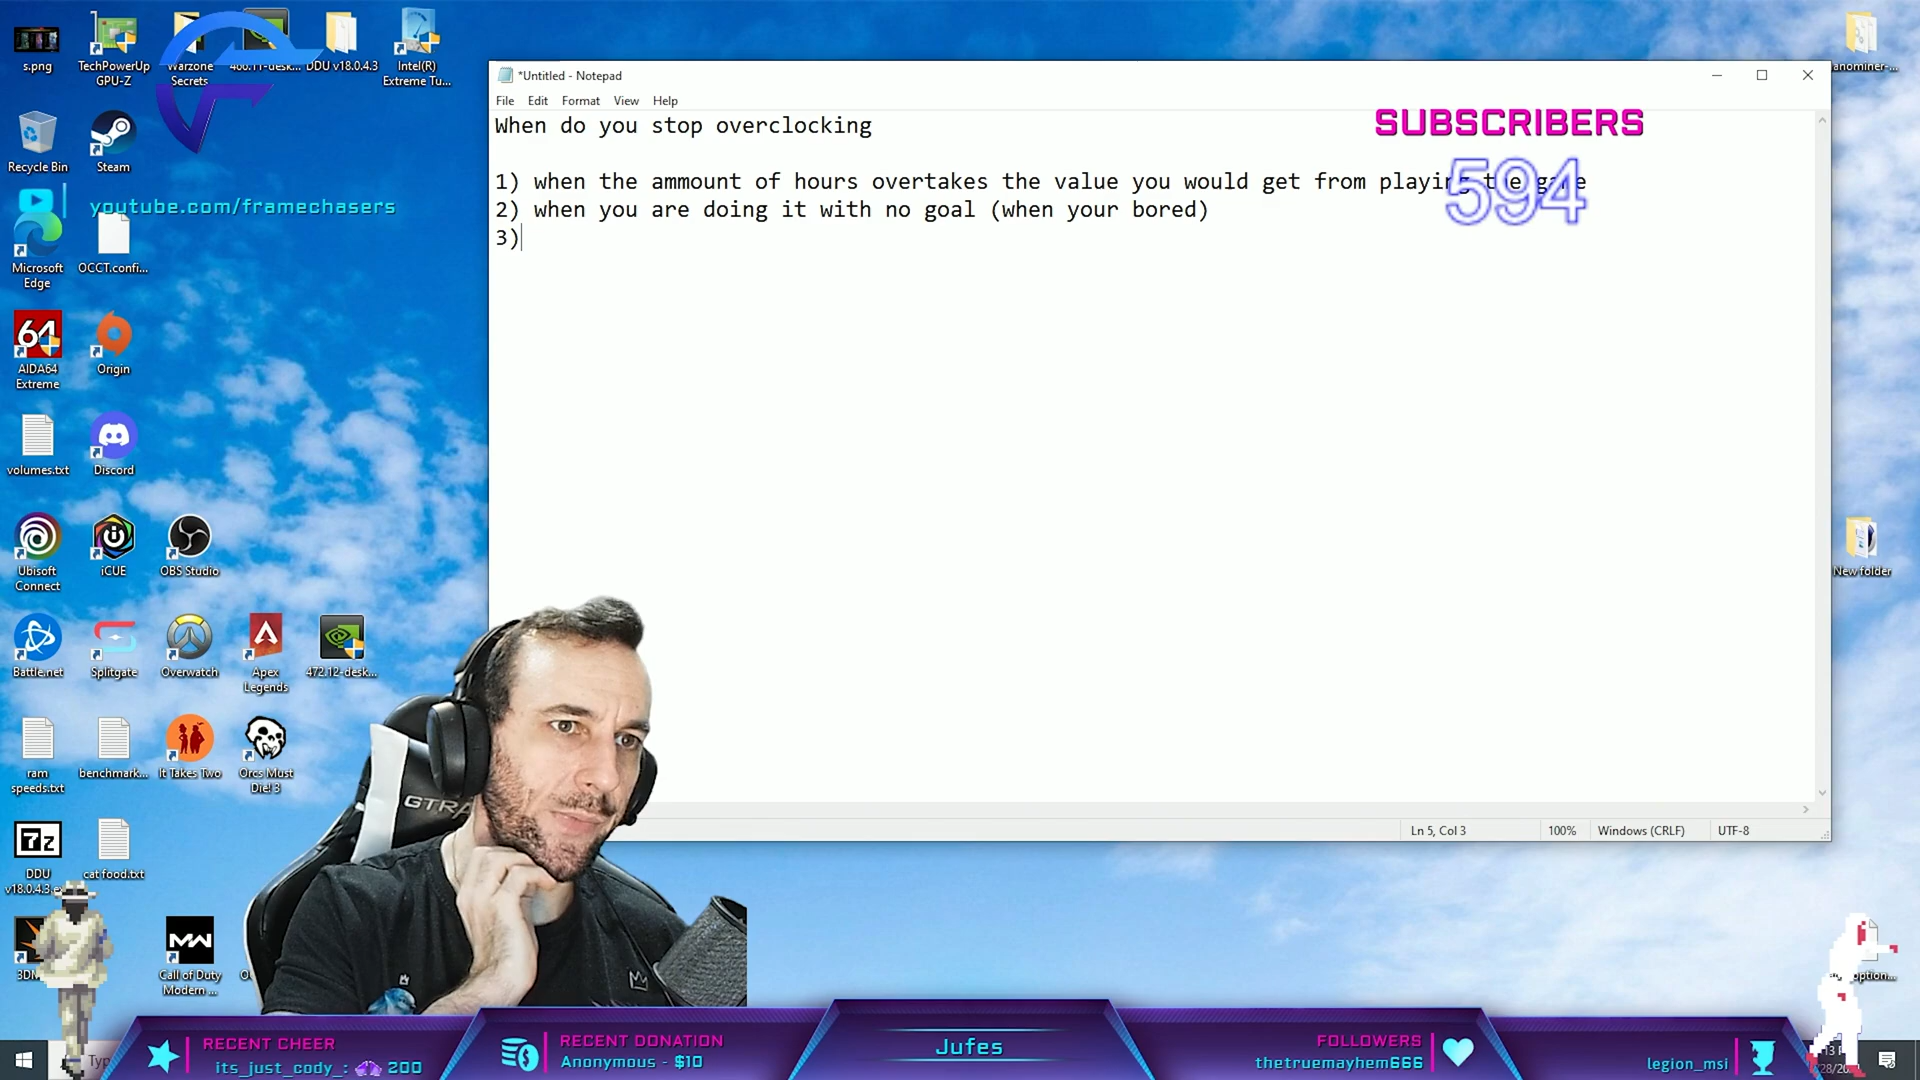 s.png
TechPowerUp
GPU-Z
Warzone
Secrets
DDU v18.0.4.3
Intel(R)
Extreme Tu...
Recycle Bin
Steam
youtube.com/framechasers
Microsoft
Edge
OCCT.confi...
64
AIDA64
Extreme
Origin
volumes.txt
Discord
Ubisoft
Connect
iCUE
OBS Studio
Battle.net
Splitgate
Overwatch
Apex
Legends
472.12-desk...
ram
speeds.txt
benchmark...
It Takes Two
Orcs Must
Die! 3
7z
DDU
cat food.txt
MW
Call of Duty
Modern ...
*Untitled - Notepad
File Edit Format View Help
When do you stop overclocking
1) when the ammount of hours overtakes the value you would get from playing the game
2) when you are doing it with no goal (when your bored)
3)
SUBSCRIBERS
594
Ln 5, Col 3 100% Windows (CRLF) UTF-8
anominer-...
New folder
RECENT CHEER
its_just_cody_: 200
RECENT DONATION
Anonymous - $10
Jufes
FOLLOWERS
thetruemayhem666
legion_msi